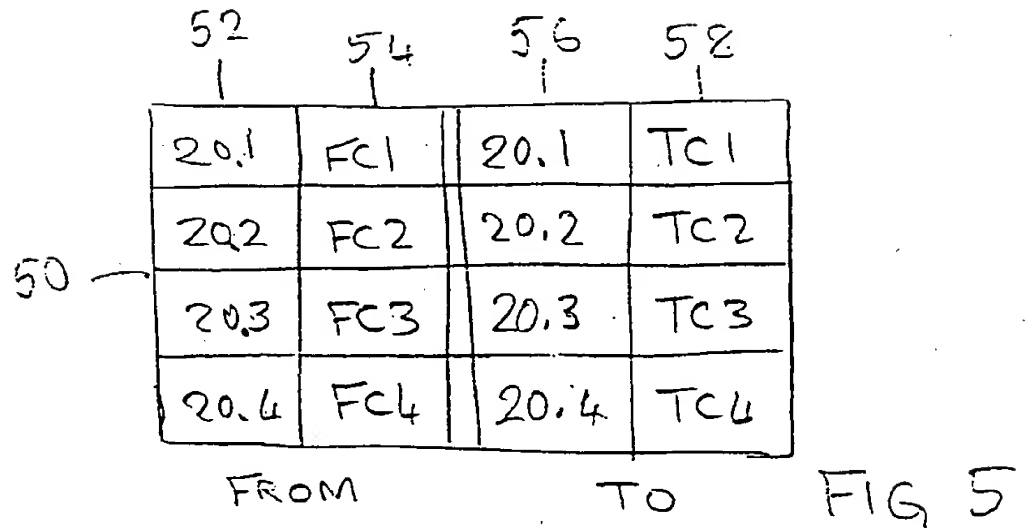 52 54 56 58
20.1 FC1 20.1 TC1
20.2 FC2 20.2 TC2
50
20.3 FC3 20.3 TC3
20.4 FC4 20.4 TC4
FROM TO FIG 5